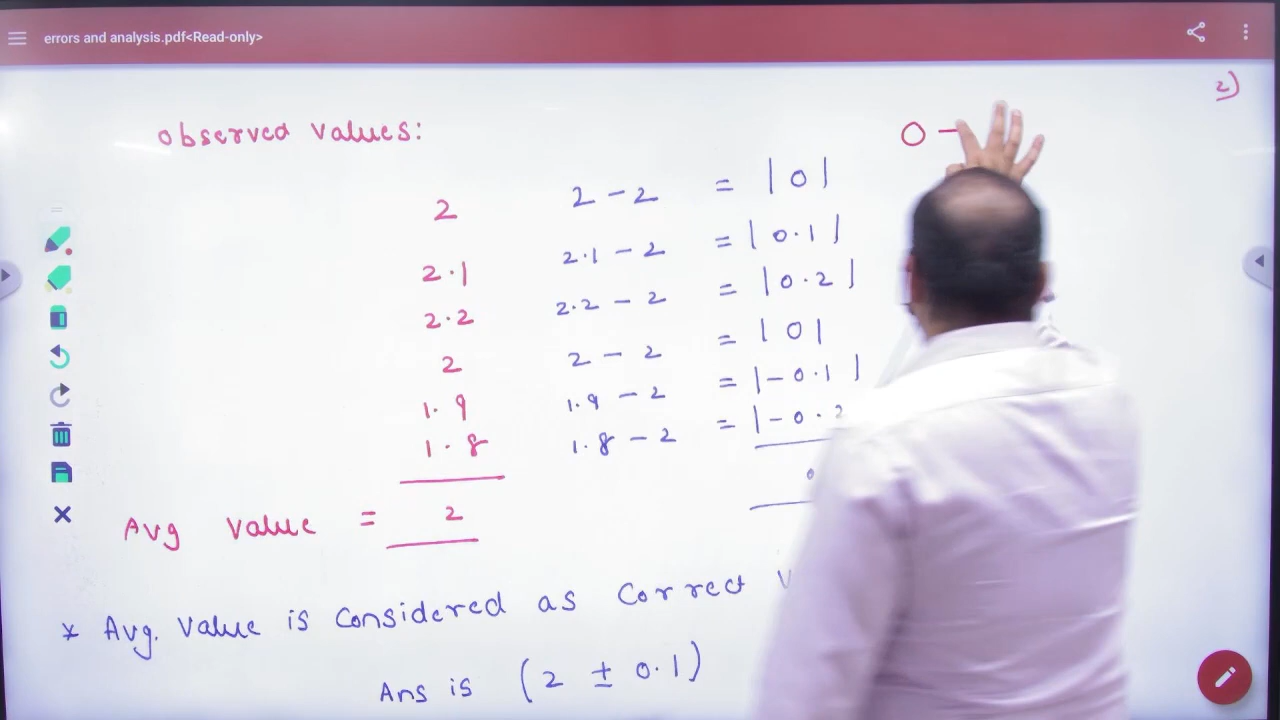 errors and analysis.pdf<Read-only>
2)
Observed values:
0 -
2 2 - 2 = |0|
2.1 2.1 - 2 = |0.1|
2.2 2.2 - 2 = |0.2|
2 2 - 2 = |0|
1.9 1.9 - 2 = |-0.1|
1.8 1.8 - 2 = |-0.2
Avg value = 2
* Avg. Value is Considered as Correct
Ans is (2 ± 0.1)